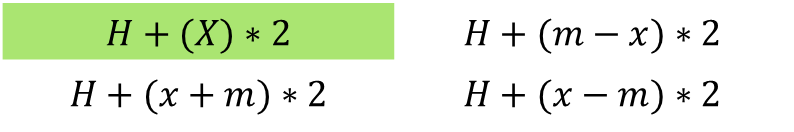 H + (X) ∗ 2
H + (m − x) ∗ 2
H + (x + m) ∗ 2
H + (x − m) ∗ 2